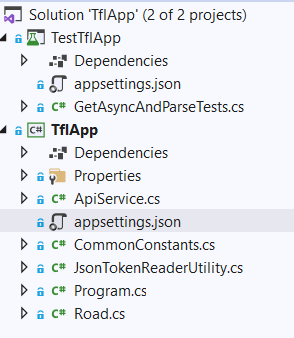 Solution 'TflApp' (2 of 2 projects)
TestTflApp
Dependencies
appsettings.json
C# GetAsyncAndParseTests.cs
C# TflApp
Dependencies
Properties
C# ApiService.cs
appsettings.json
C# CommonConstants.cs
C# JsonTokenReaderUtility.cs
C# Program.cs
C# Road.cs